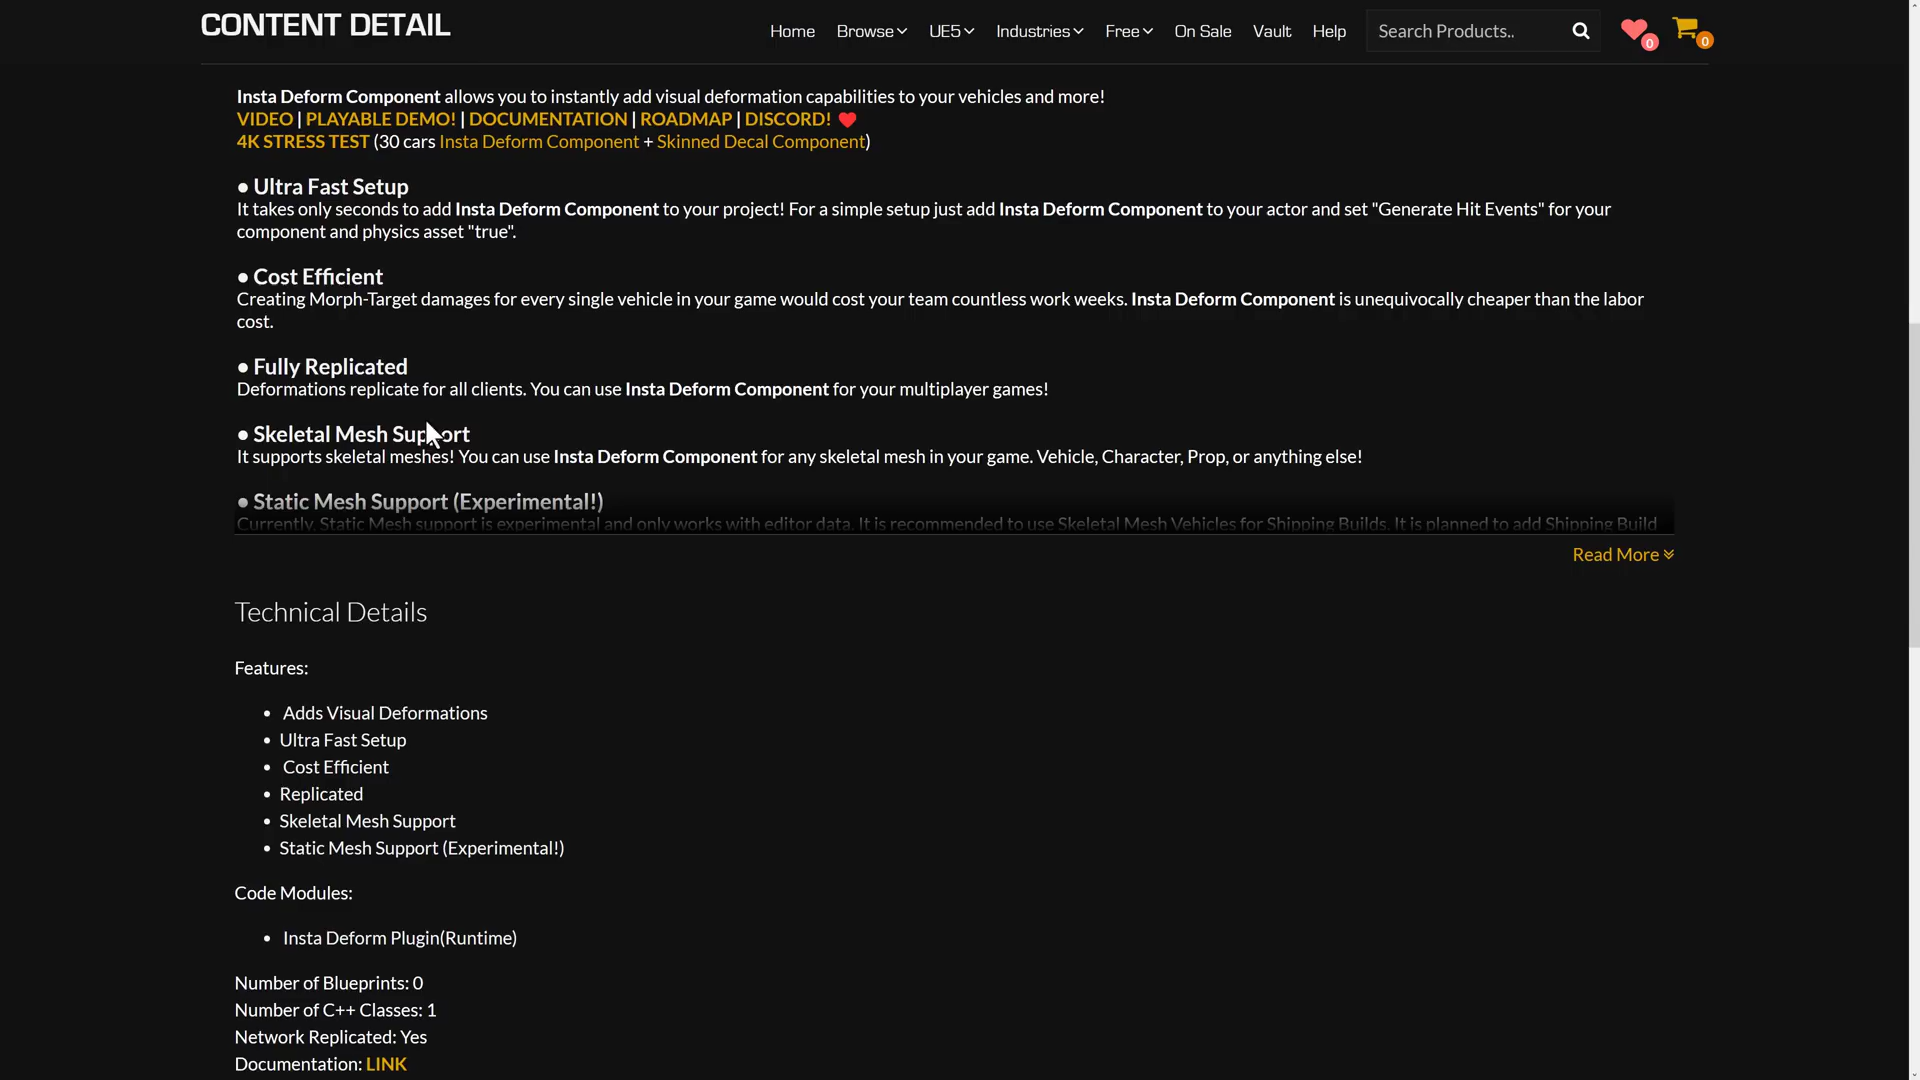 CONTENT DETAIL
Home Browse UE5 Industries Free On Sale Vault Help Search Products.. 0 0
Insta Deform Component allows you to instantly add visual deformation capabilities to your vehicles and more!
VIDEO | PLAYABLE DEMO! | DOCUMENTATION | ROADMAP | DISCORD! ❤️
4K STRESS TEST (30 cars Insta Deform Component + Skinned Decal Component)
● Ultra Fast Setup
It takes only seconds to add Insta Deform Component to your project! For a simple setup just add Insta Deform Component to your actor and set "Generate Hit Events" for your
component and physics asset "true".
● Cost Efficient
Creating Morph-Target damages for every single vehicle in your game would cost your team countless work weeks. Insta Deform Component is unequivocally cheaper than the labor
cost.
● Fully Replicated
Deformations replicate for all clients. You can use Insta Deform Component for your multiplayer games!
● Skeletal Mesh Support
It supports skeletal meshes! You can use Insta Deform Component for any skeletal mesh in your game. Vehicle, Character, Prop, or anything else!
● Static Mesh Support (Experimental!)
Currently, Static Mesh support is experimental and only works with editor data. It is recommended to use Skeletal Mesh Vehicles for Shipping Builds. It is planned to add Shipping Build
Read More
Technical Details
Features:
• Adds Visual Deformations
• Ultra Fast Setup
• Cost Efficient
• Replicated
• Skeletal Mesh Support
• Static Mesh Support (Experimental!)
Code Modules:
• Insta Deform Plugin(Runtime)
Number of Blueprints: 0
Number of C++ Classes: 1
Network Replicated: Yes
Documentation: LINK